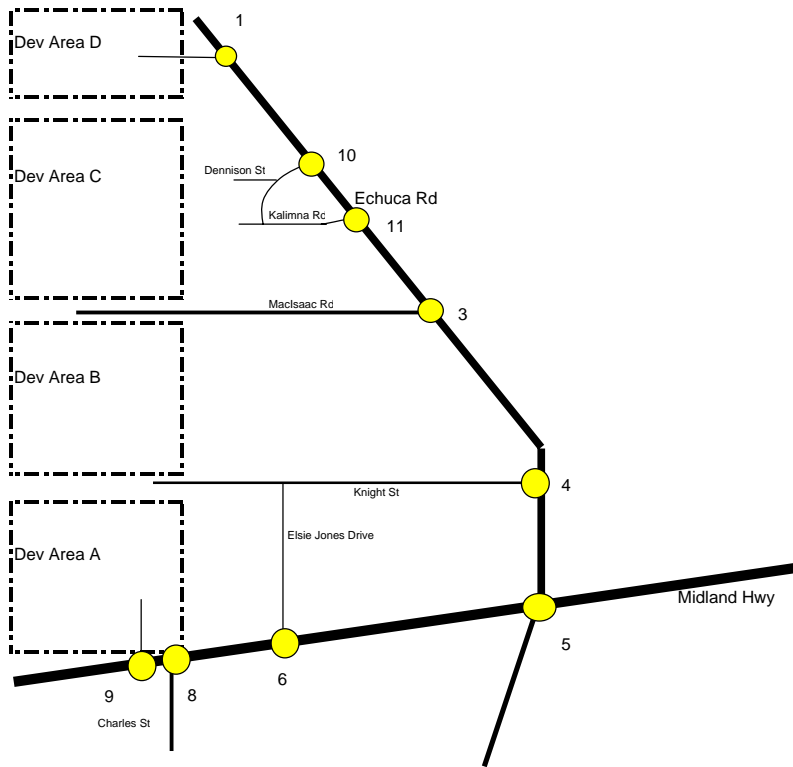 1
Dev Area D
10
Dennison St
Dev Area C
Echuca Rd
Kalimna Rd
11
MacIsaac Rd
3
Dev Area B
4
Knight St
Elsie Jones Drive
Dev Area A
Midland Hwy
5
6
9
8
Charles St